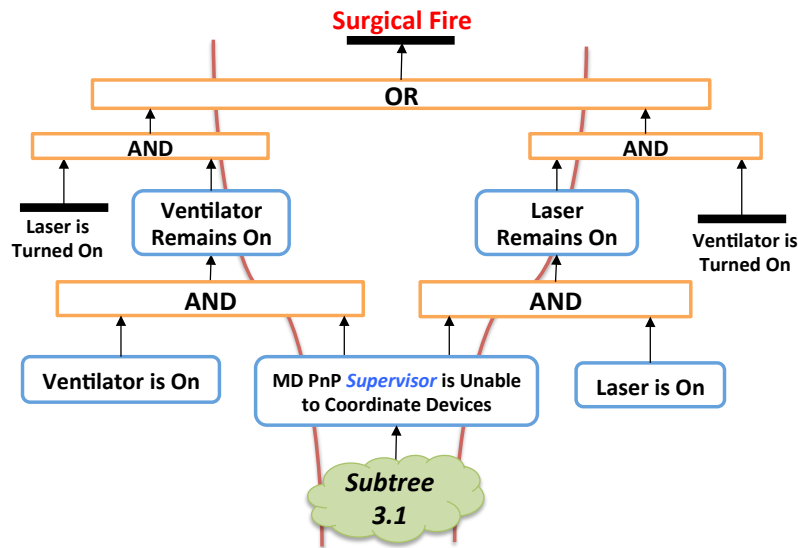 Surgical Fire
OR
AND
AND
Laser is
Turned On
Ventilator
Remains On
Laser
Remains On
Ventilator is
Turned On
AND
AND
Ventilator is On
MD PnP Supervisor is Unable
to Coordinate Devices
Laser is On
Subtree
3.1